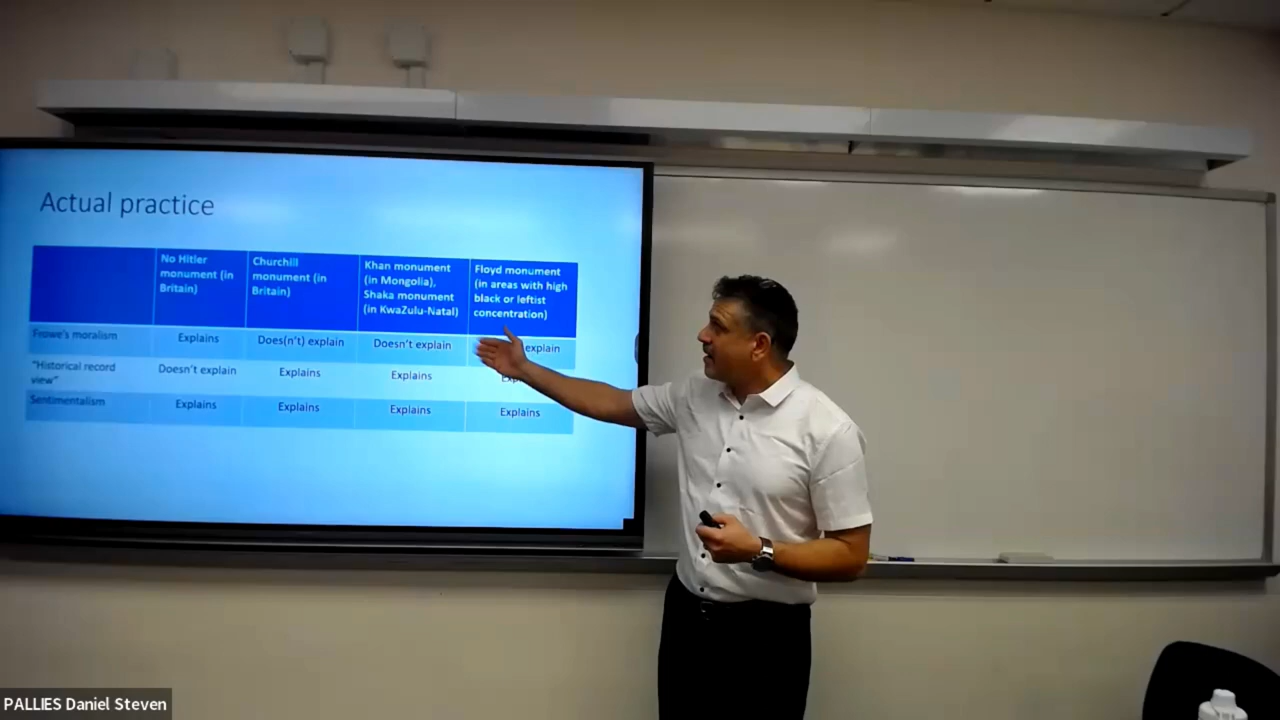 Actual practice
No Hitler monument (in Britain)
Churchill monument (in Britain)
Khan monument (in Mongolia), Shaka monument (in KwaZulu-Natal)
Floyd monument (in areas with high black or leftist concentration)
Frowe's moralism
Explains
Does(n't) explain
Doesn't explain
explain
"Historical record view"
Doesn't explain
Explains
Explains
Sentimentalism
Explains
Explains
Explains
Explains
PALLIES Daniel Steven